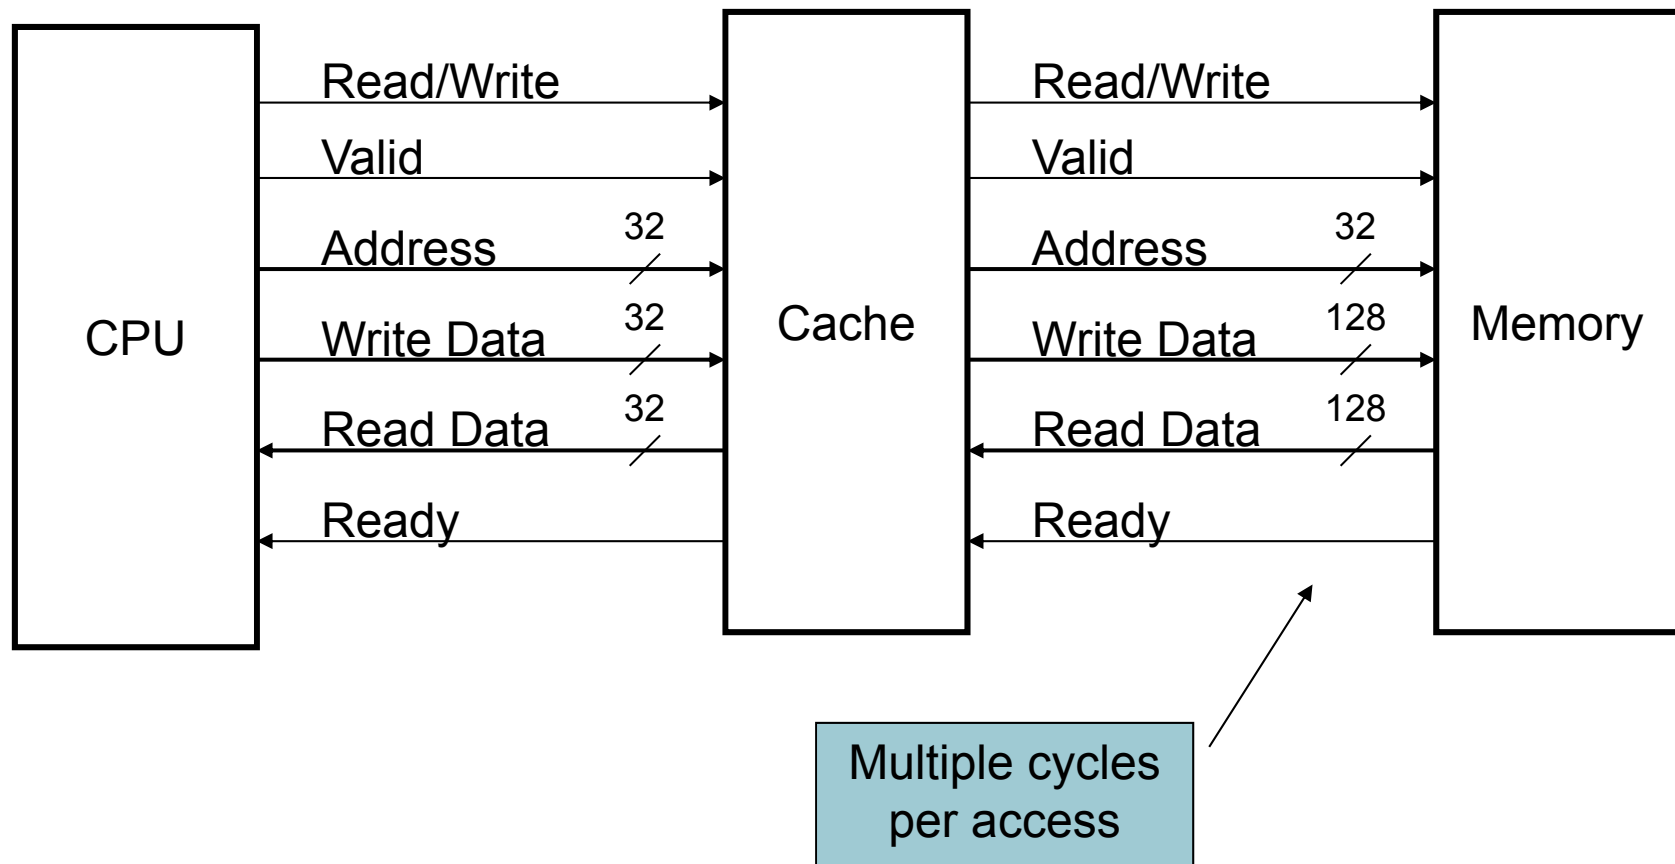 Read/Write
Valid
32
Address
32
Write Data
32
Read Data
Ready
CPU
Cache
Read/Write
Valid
32
Address
128
Write Data
128
Read Data
Ready
Memory
Multiple cycles
per access